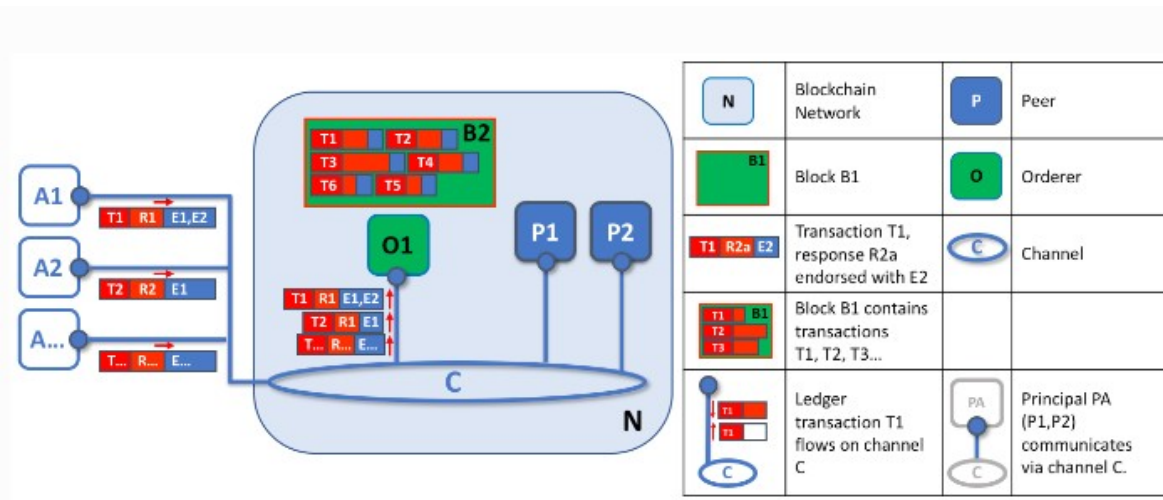 A1
T1 R1 E1,E2
A2
T2 R2 E1
A...
T... R... E...
B2
T1 T2
T3 T4
T6 T5
O1
P1
P2
T1 R1 E1,E2
T2 R1 E1
T... R... E...
C
N
N
Blockchain
Network
P
Peer
B1
Block B1
O
Orderer
T1 R2a E2
Transaction T1,
response R2a
endorsed with E2
C
Channel
T1 B1
T2
T3
Block B1 contains
transactions
T1, T2, T3...
T1
T1
C
Ledger
transaction T1
flows on channel
C
PA
C
Principal PA
(P1,P2)
communicates
via channel C.